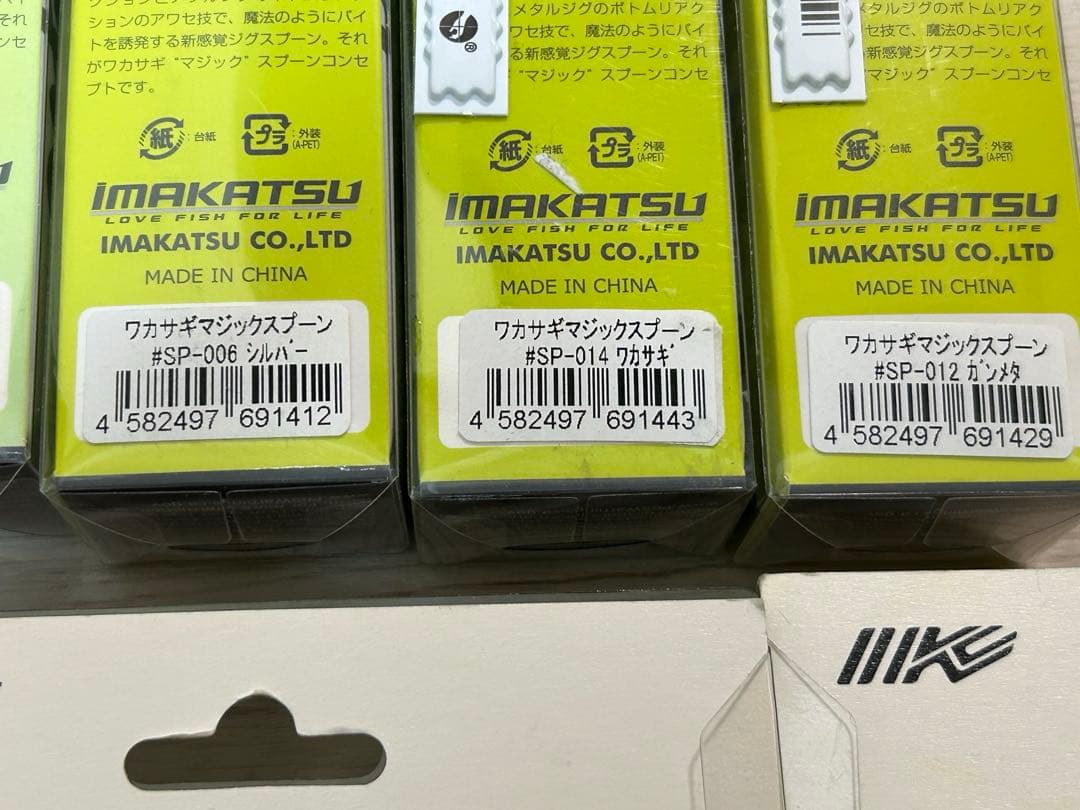 ションのアワセ技で、魔法のようにバイ
トを誘発する新感覚ジグスプーン。それ
がワカサギ "マジック" スプーンコンセ
プトです。
紙
:台紙
プラ
:外装
(A-PET)
IMAKATSU
LOVE FISH FOR LIFE
IMAKATSU CO.,LTD
MADE IN CHINA
ワカサギマジックスプーン
#SP-006 シルバー
4 582497 691412
メタルジグのボトムリアク
ワセ技で、魔法のようにバイ
る新感覚ジグスプーン。それ
"マジック" スプーンコンセ
紙
:台紙
プラ
:外装
(A-PET)
IMAKATSU
LOVE FISH FOR LIFE
IMAKATSU CO.,LTD
MADE IN CHINA
ワカサギマジックスプーン
#SP-014 ワカサギ
4 582497 691443
メタルジグのボトムリアク
ワセ技で、魔法のようにバイ
る新感覚ジグスプーン。それ
マジック" スプーンコンセ
紙
:台紙
プラ
:外装
(A-PET)
IMAKATSU
LOVE FISH FOR LIFE
IMAKATSU CO.,LTD
MADE IN CHINA
ワカサギマジックスプーン
#SP-012 ガンメタ
4 582497 691429